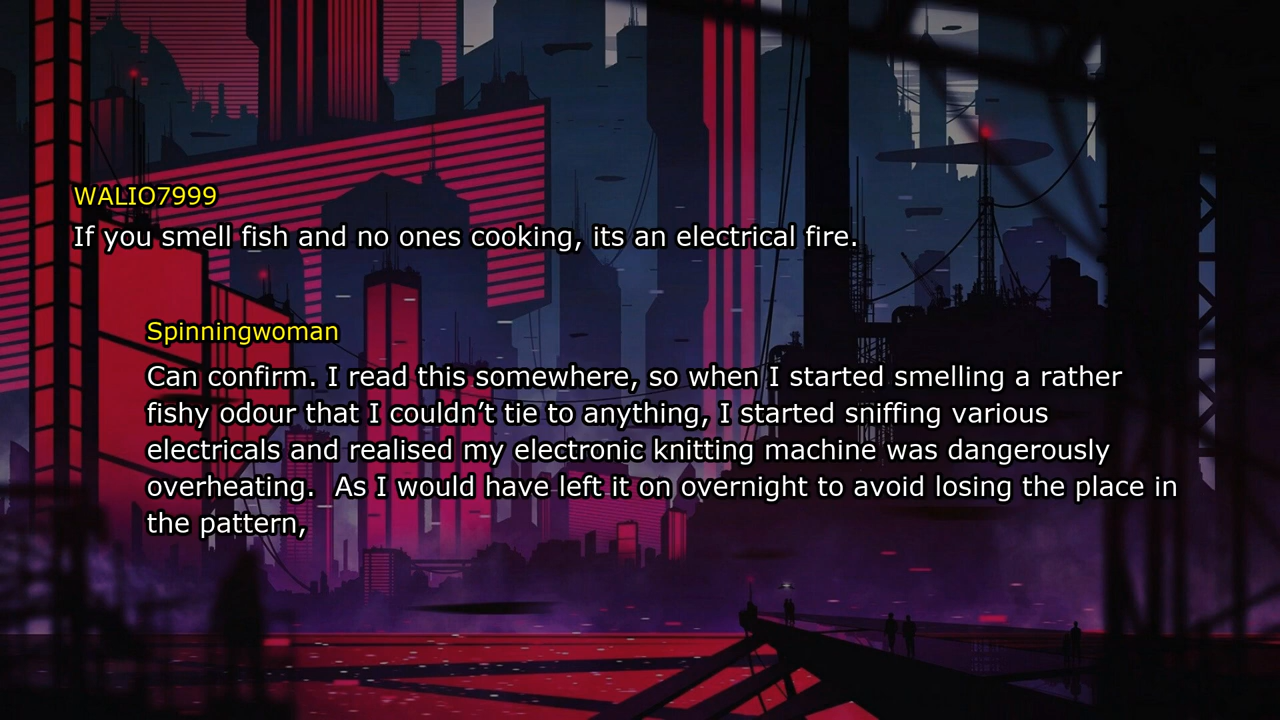 WALIO7999
If you smell fish and no ones cooking, its an electrical fire.
Spinningwoman
Can confirm. I read this somewhere, so when I started smelling a rather
fishy odour that I couldn’t tie to anything, I started sniffing various
electricals and realised my electronic knitting machine was dangerously
overheating.  As I would have left it on overnight to avoid losing the place in
the pattern,